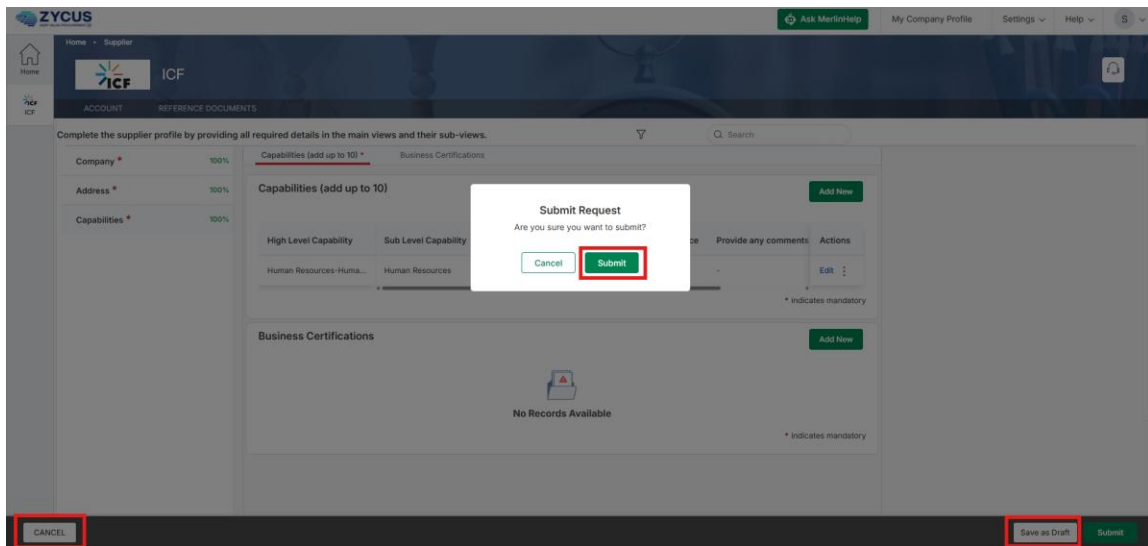 ZYCUS
Ask MerlinHelp
My Company Profile
Settings
Help
S
Home
ICF
Home
Supplier
ICF
ICF
ACCOUNT
REFERENCE DOCUMENTS
Complete the supplier profile by providing all required details in the main views and their sub-views.
Search
Company *
100%
Address *
100%
Capabilities *
100%
Capabilities (add up to 10) *
Business Certifications
Capabilities (add up to 10)
Add New
High Level Capability
Sub Level Capability
Provide any comments
Actions
Human Resources-Huma...
Human Resources
-
Edit
* indicates mandatory
Submit Request
Are you sure you want to submit?
Cancel
Submit
Business Certifications
Add New
No Records Available
* indicates mandatory
CANCEL
Save as Draft
Submit